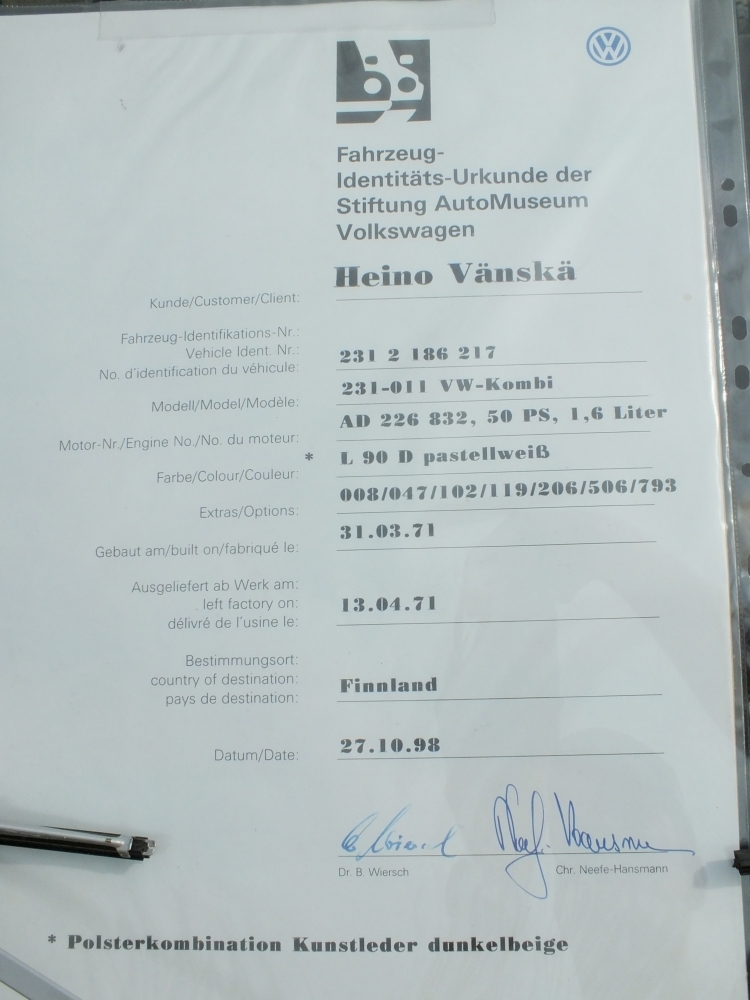 Fahrzeug-
Identitäts-Urkunde der
Stiftung AutoMuseum
Volkswagen
Kunde/Customer/Client: Heino Vänskä
Fahrzeug-Identifikations-Nr.:
Vehicle Ident. Nr.: 231 2 186 217
No. d'identification du véhicule:
Modell/Model/Modèle: 231-011 VW-Kombi
Motor-Nr./Engine No./No. du moteur: AD 226 832, 50 PS, 1,6 Liter
* Farbe/Colour/Couleur: L 90 D pastellweiß
Extras/Options: 008/047/102/119/206/506/793
Gebaut am/built on/fabriqué le: 31.03.71
Ausgeliefert ab Werk am:
left factory on: 13.04.71
délivré de l'usine le:
Bestimmungsort:
country of destination: Finnland
pays de destination:
Datum/Date: 27.10.98
Dr. B. Wiersch Chr. Neefe-Hansmann
* Polsterkombination Kunstleder dunkelbeige